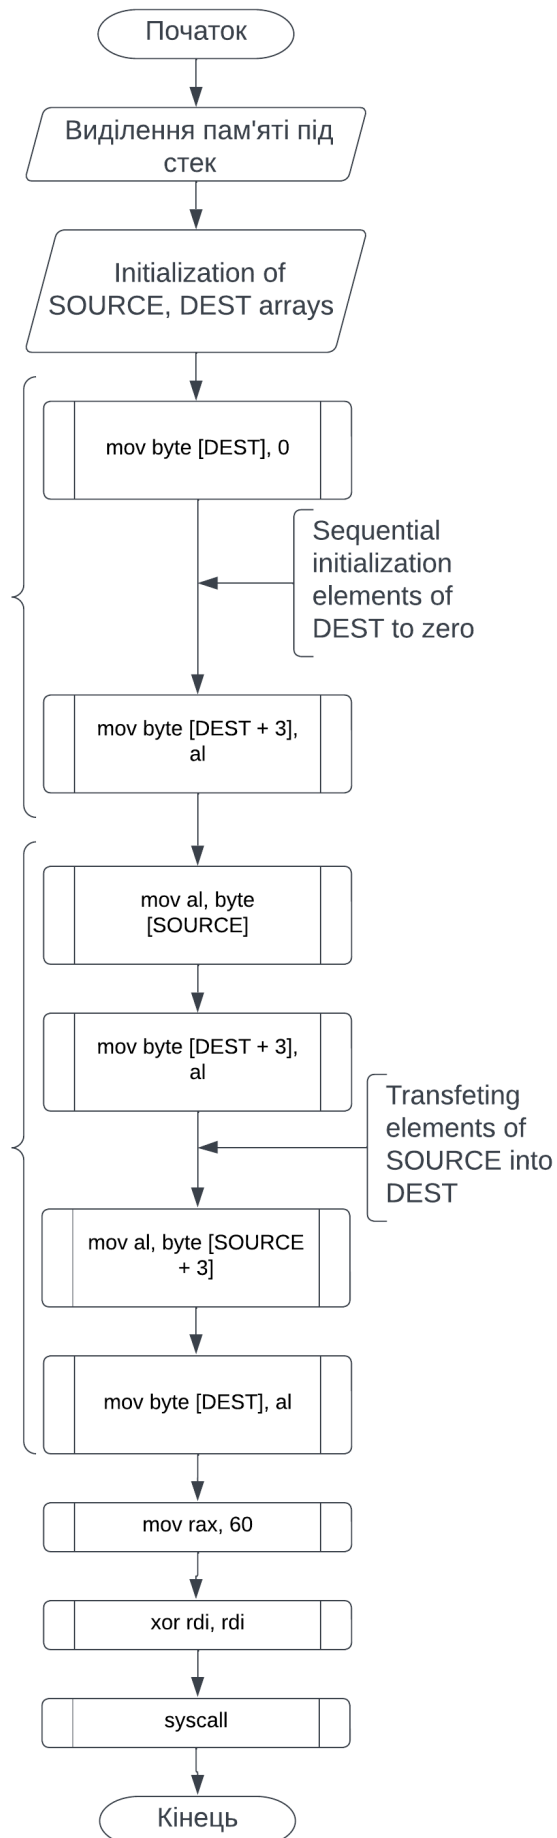 Початок
Виділення пам'яті під
стек
Initialization of
SOURCE, DEST arrays
mov byte [DEST], 0
Sequential
initialization
elements of
DEST to zero
mov byte [DEST + 3],
al
mov al, byte
[SOURCE]
mov byte [DEST + 3],
al
Transfeting
elements of
SOURCE into
DEST
mov al, byte [SOURCE
+ 3]
mov byte [DEST], al
mov rax, 60
xor rdi, rdi
syscall
Кінець